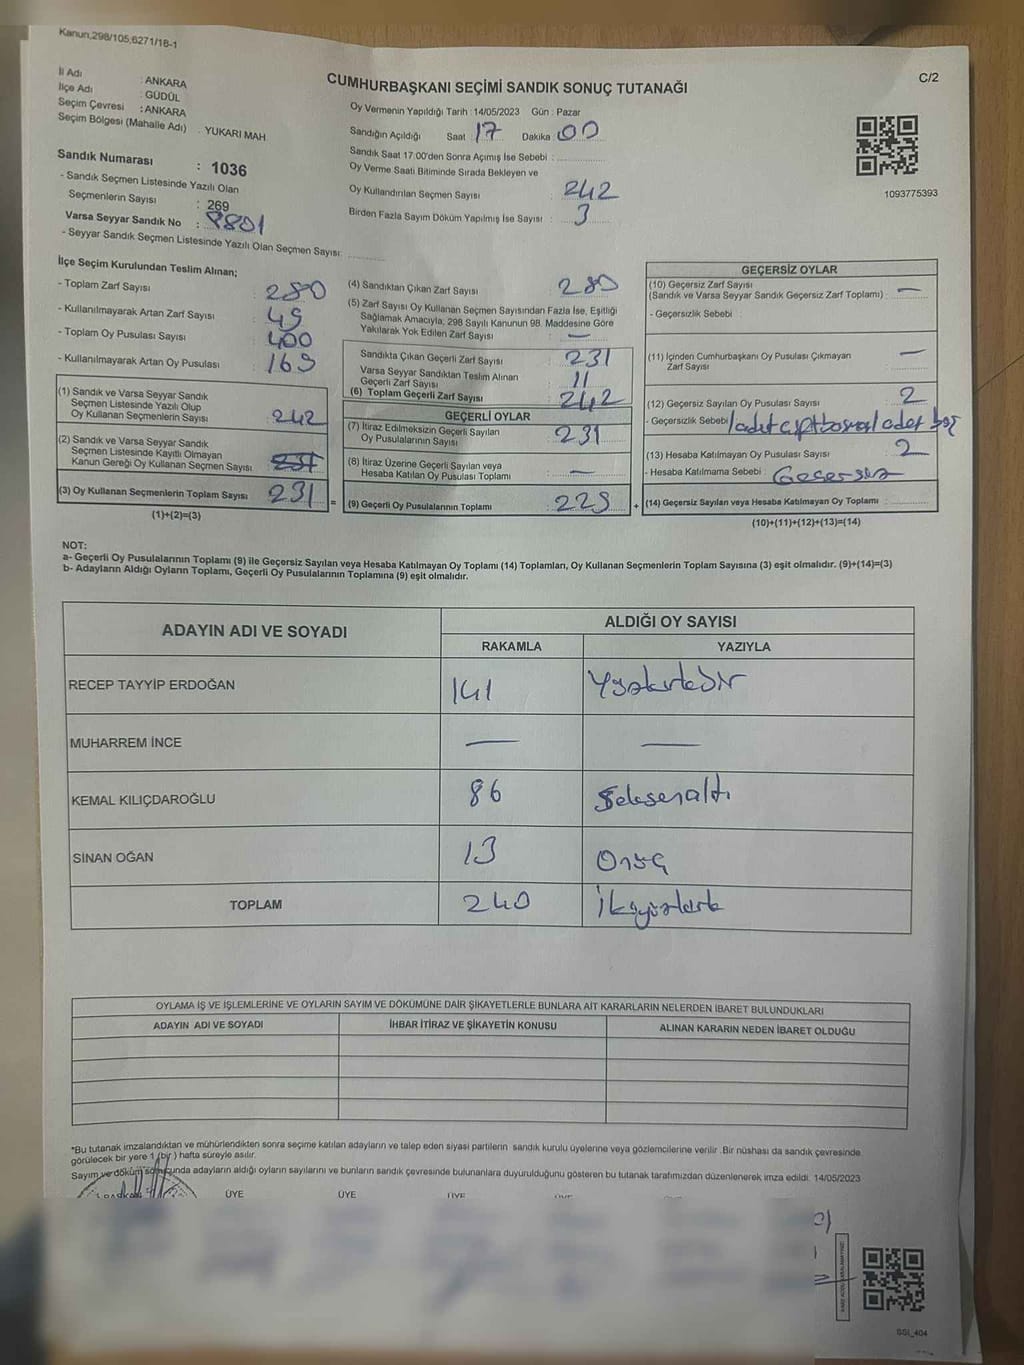 Kanun,298/105,6271/18-1
İl Adı : ANKARA
İlçe Adı : GÜDÜL
Seçim Çevresi : ANKARA
Seçim Bölgesi (Mahalle Adı) : YUKARI MAH.
Sandık Numarası : 1036
- Sandık Seçmen Listesinde Yazılı Olan
Seçmenlerin Sayısı : 269
Varsa Seyyar Sandık No : 8801
- Seyyar Sandık Seçmen Listesinde Yazılı Olan Seçmen Sayısı:
CUMHURBAŞKANI SEÇİMİ SANDIK SONUÇ TUTANAĞI
C/2
Oy Vermenin Yapıldığı Tarih : 14/05/2023 Gün : Pazar
Sandığın Açıldığı Saat : 17 Dakika : 00
Sandık Saat 17:00'den Sonra Açımış İse Sebebi :
Oy Verme Saati Bitiminde Sırada Bekleyen ve
Oy Kullandırılan Seçmen Sayısı : 242
Birden Fazla Sayım Döküm Yapılmış İse Sayısı : 3
1093775393
İlçe Seçim Kurulundan Teslim Alınan;
- Toplam Zarf Sayısı : 280
- Kullanılmayarak Artan Zarf Sayısı : 49
- Toplam Oy Pusulası Sayısı : 400
- Kullanılmayarak Artan Oy Pusulası : 169
(1) Sandık ve Varsa Seyyar Sandık
Seçmen Listesinde Yazılı Olup
Oy Kullanan Seçmenlerin Sayısı : 242
(2) Sandık ve Varsa Seyyar Sandık
Seçmen Listesinde Kayıtlı Olmayan
Kanun Gereği Oy Kullanan Seçmen Sayısı : 231
(3) Oy Kullanan Seçmenlerin Toplam Sayısı : 231 =
(1)+(2)=(3)
(4) Sandıktan Çıkan Zarf Sayısı : 280
(5) Zarf Sayısı Oy Kullanan Seçmen Sayısından Fazla İse, Eşitliği
Sağlamak Amacıyla, 298 Sayılı Kanunun 98. Maddesine Göre
Yakılarak Yok Edilen Zarf Sayısı : —
Sandıkta Çıkan Geçerli Zarf Sayısı : 231
Varsa Seyyar Sandıktan Teslim Alınan
Geçerli Zarf Sayısı : 11
(6) Toplam Geçerli Zarf Sayısı : 242
GEÇERLİ OYLAR
(7) İtiraz Edilmeksizin Geçerli Sayılan
Oy Pusulalarının Sayısı : 231
(8) İtiraz Üzerine Geçerli Sayılan veya
Hesaba Katılan Oy Pusulası Toplamı : —
(9) Geçerli Oy Pusulalarının Toplamı : 229 +
GEÇERSİZ OYLAR
(10) Geçersiz Zarf Sayısı
(Sandık ve Varsa Seyyar Sandık Geçersiz Zarf Toplamı) : —
- Geçersizlik Sebebi :
(11) İçinden Cumhurbaşkanı Oy Pusulası Çıkmayan
Zarf Sayısı : —
(12) Geçersiz Sayılan Oy Pusulası Sayısı : 2
- Geçersizlik Sebebi : 1 adet 1 adet boş
(13) Hesaba Katılmayan Oy Pusulası Sayısı : 2
- Hesaba Katılmama Sebebi : Geçersiz
(14) Geçersiz Sayılan veya Hesaba Katılmayan Oy Toplamı :
(10)+(11)+(12)+(13)=(14)
NOT:
a- Geçerli Oy Pusulalarının Toplamı (9) ile Geçersiz Sayılan veya Hesaba Katılmayan Oy Toplamı (14) Toplamları, Oy Kullanan Seçmenlerin Toplam Sayısına (3) eşit olmalıdır. (9)+(14)=(3)
b- Adayların Aldığı Oyların Toplamı, Geçerli Oy Pusulalarının Toplamına (9) eşit olmalıdır.
ADAYIN ADI VE SOYADI ALDIĞI OY SAYISI
RAKAMLA YAZIYLA
RECEP TAYYİP ERDOĞAN 141 Yüzkırkbir
MUHARREM İNCE — —
KEMAL KILIÇDAROĞLU 86 Seksenaltı
SİNAN OĞAN 13 Onüç
TOPLAM 240 İkiyüzkırk
OYLAMA İŞ VE İŞLEMLERİNE VE OYLARIN SAYIM VE DÖKÜMÜNE DAİR ŞİKAYETLERLE BUNLARA AİT KARARLARIN NELERDEN İBARET BULUNDUKLARI
ADAYIN ADI VE SOYADI İHBAR İTİRAZ VE ŞİKAYETİN KONUSU ALINAN KARARIN NEDEN İBARET OLDUĞU
*Bu tutanak imzalandıktan ve mühürlendikten sonra seçime katılan adayların ve talep eden siyasi partilerin sandık kurulu üyelerine veya gözlemcilerine verilir .Bir nüshası da sandık çevresinde
görülecek bir yere 1 (bir ) hafta süreyle asılır.
Sayım ve döküm sonunda adayların aldığı oyların sayılarını ve bunların sandık çevresinde bulunanlara duyurulduğunu gösteren bu tutanak tarafımızdan düzenlenerek imza edildi. 14/05/2023
ÜYE ÜYE ÜYE
SSI_404